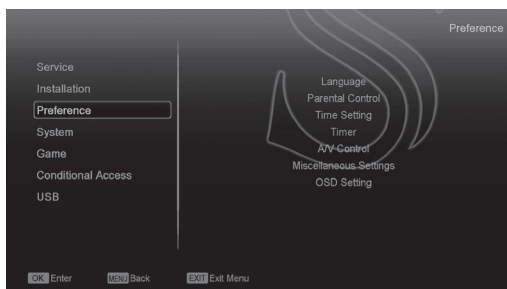 Preference
Service
Installation
Preference
System
Game
Conditional Access
USB
Language
Parental Control
Time Setting
Timer
A/V Control
Miscellaneous Settings
OSD Setting
OK Enter MENU Back EXIT Exit Menu